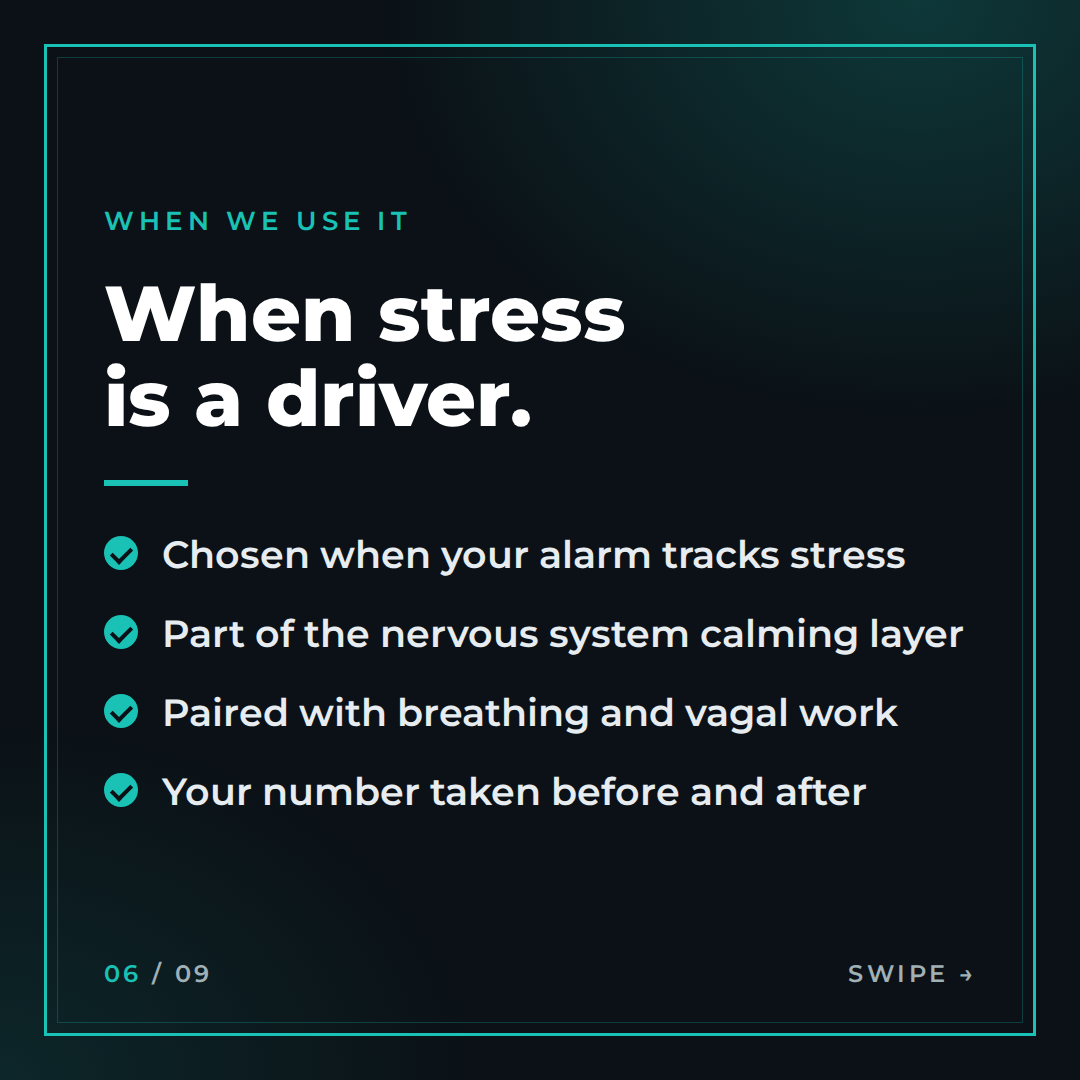 WHEN WE USE IT
When stress
is a driver.
Chosen when your alarm tracks stress
Part of the nervous system calming layer
Paired with breathing and vagal work
Your number taken before and after
06 / 09
SWIPE →